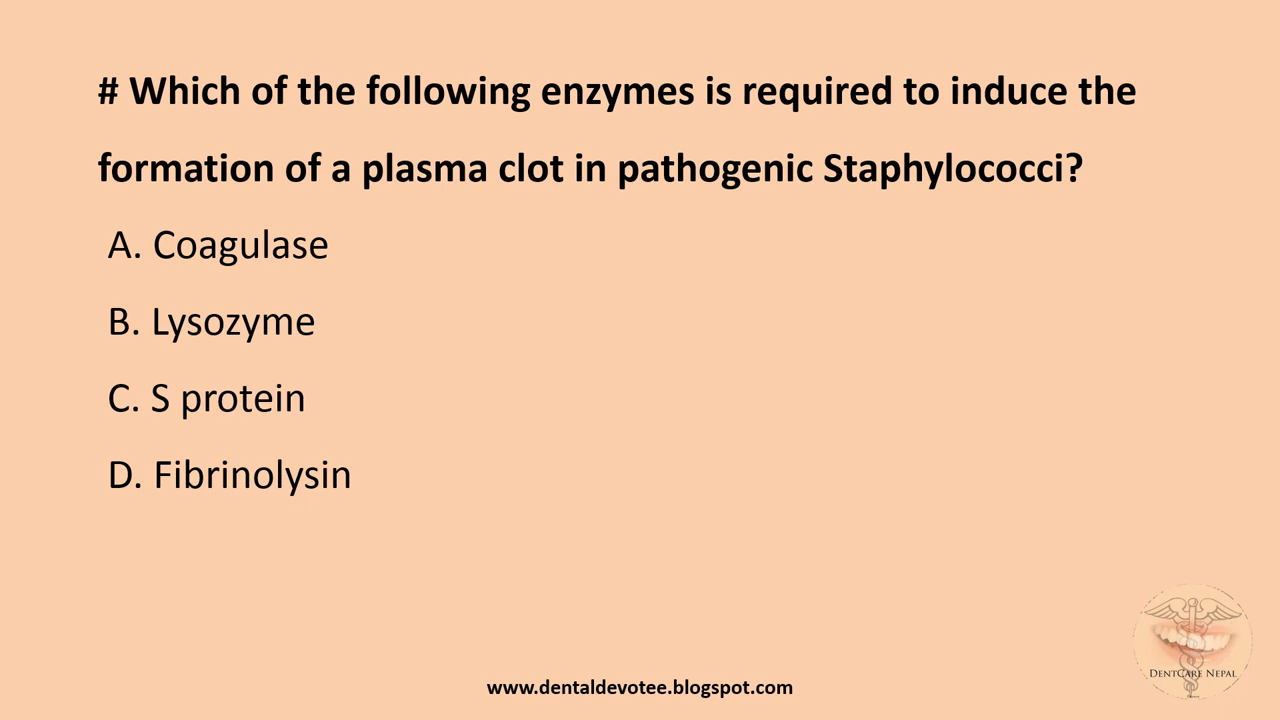 # Which of the following enzymes is required to induce the
formation of a plasma clot in pathogenic Staphylococci?
A. Coagulase
B. Lysozyme
C. S protein
D. Fibrinolysin
DentCare Nepal
www.dentaldevotee.blogspot.com